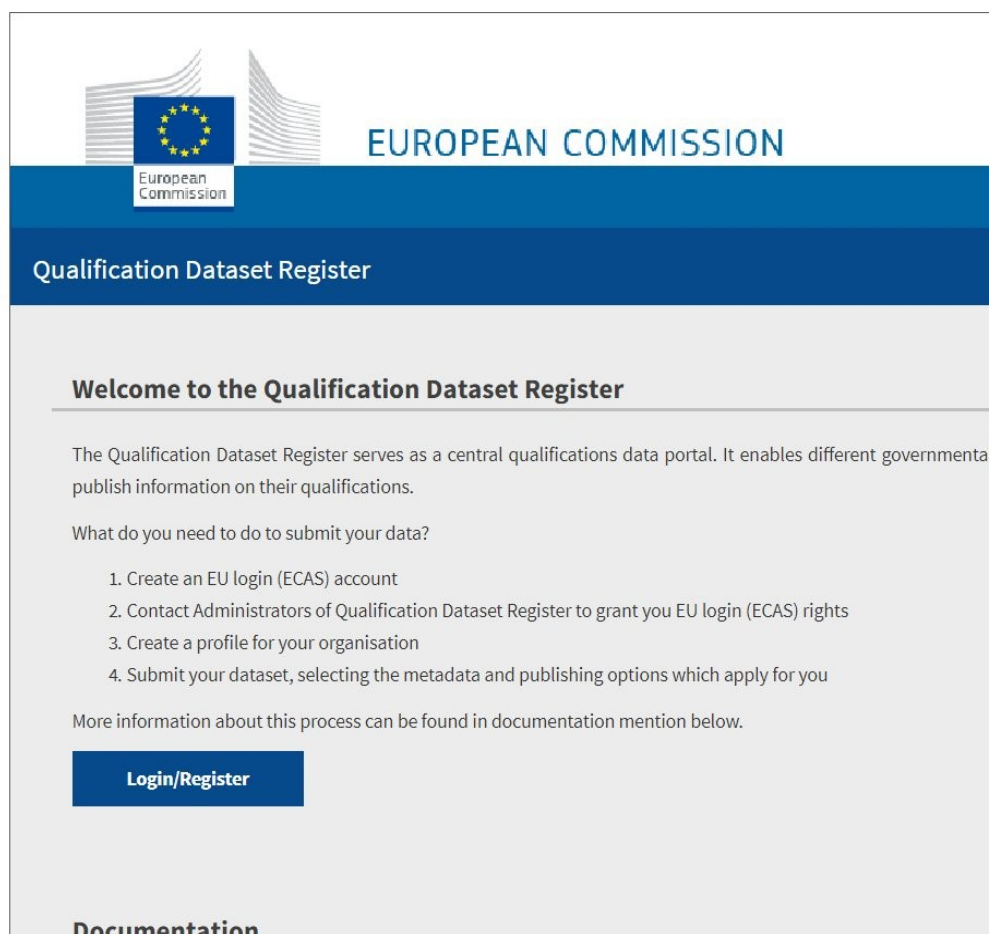 European
Commission
EUROPEAN COMMISSION
Qualification Dataset Register
Welcome to the Qualification Dataset Register
The Qualification Dataset Register serves as a central qualifications data portal. It enables different governmenta
publish information on their qualifications.
What do you need to do to submit your data?
1. Create an EU login (ECAS) account
2. Contact Administrators of Qualification Dataset Register to grant you EU login (ECAS) rights
3. Create a profile for your organisation
4. Submit your dataset, selecting the metadata and publishing options which apply for you
More information about this process can be found in documentation mention below.
Login/Register
Documentation